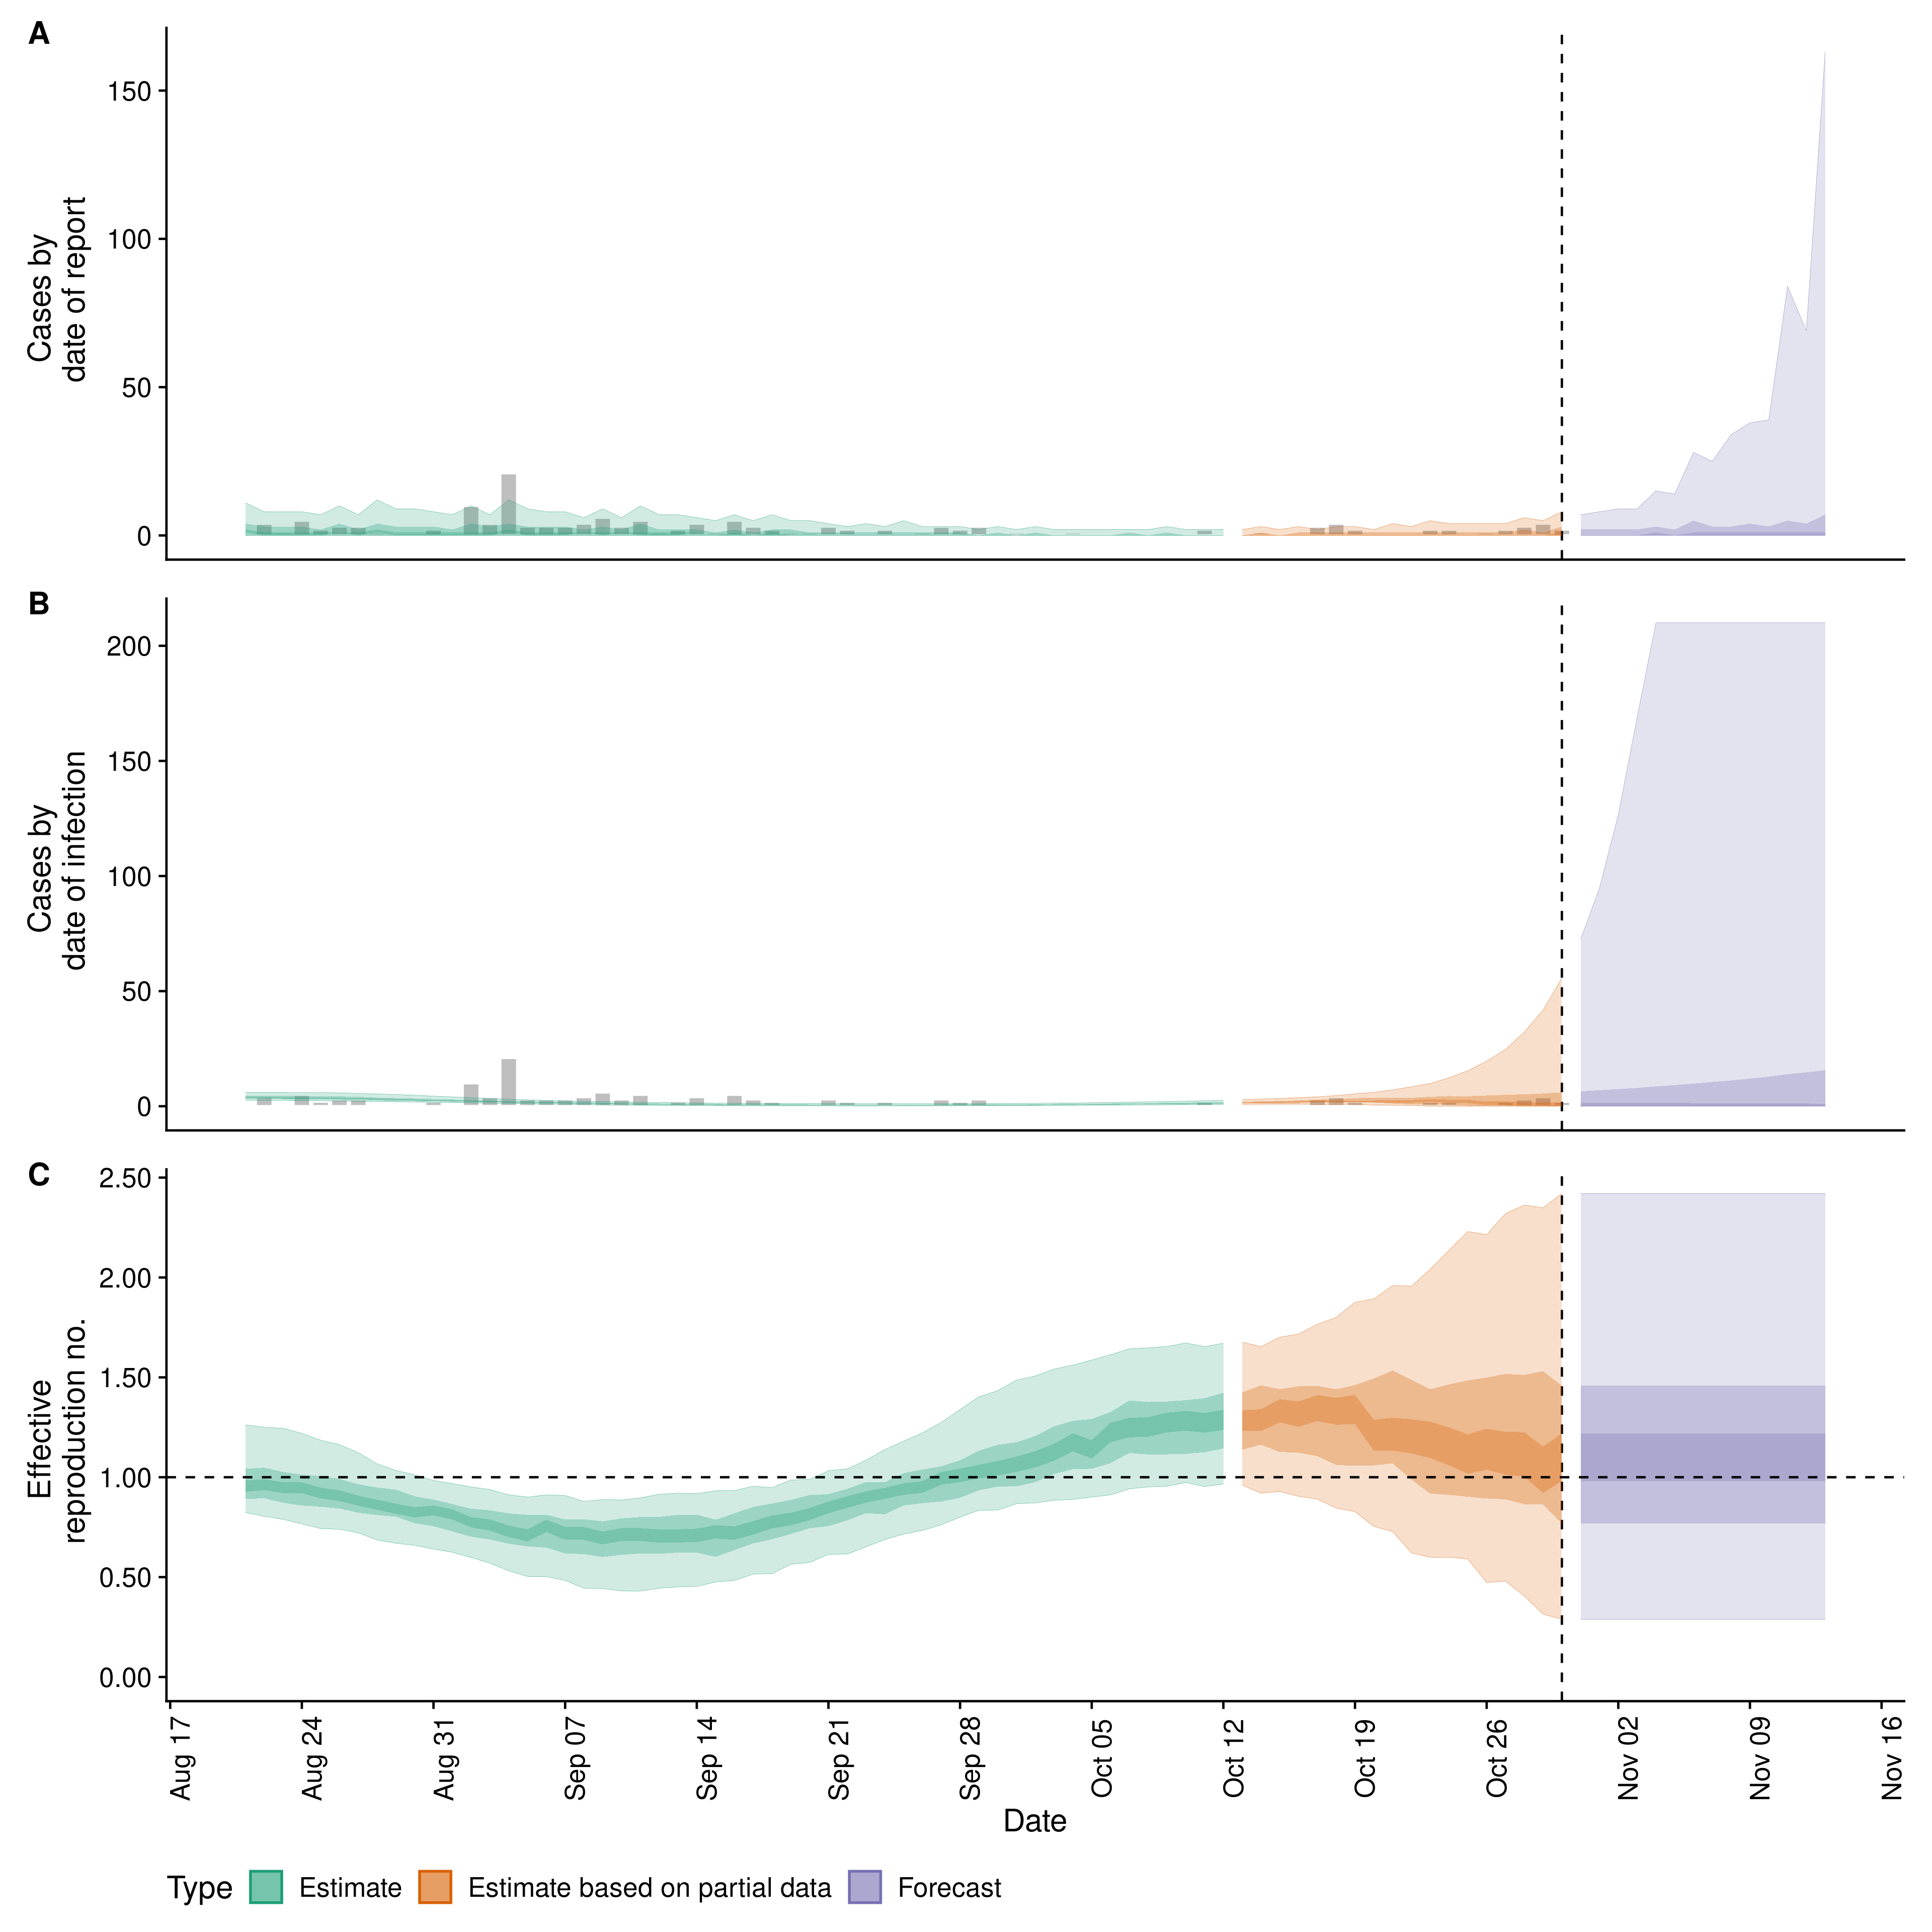 A
Cases by
date of report
150
100
50
0
B
Cases by
date of infection
200
150
100
50
0
C
Effective
reproduction no.
2.50
2.00
1.50
1.00
0.50
0.00
Aug 17
Aug 24
Aug 31
Sep 07
Sep 14
Sep 21
Sep 28
Oct 05
Oct 12
Oct 19
Oct 26
Nov 02
Nov 09
Nov 16
Date
Type Estimate Estimate based on partial data Forecast